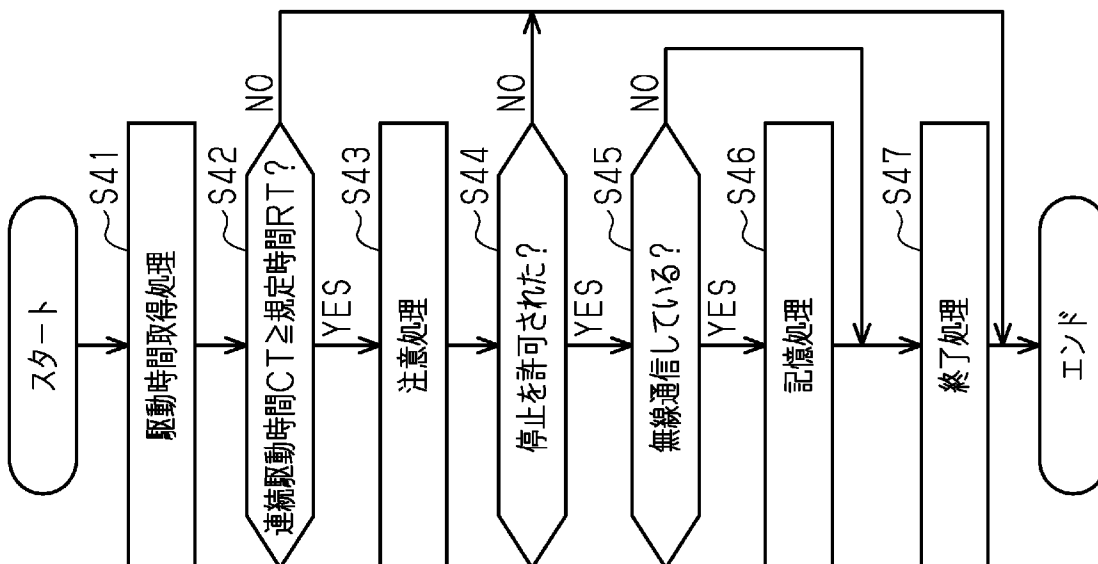 スタート
S41
駆動時間取得処理
S42
連続駆動時間CT≧規定時間RT?
NO
YES
S43
注意処理
S44
停止を許可された?
NO
YES
S45
無線通信している?
NO
YES
S46
記憶処理
S47
終了処理
エンド